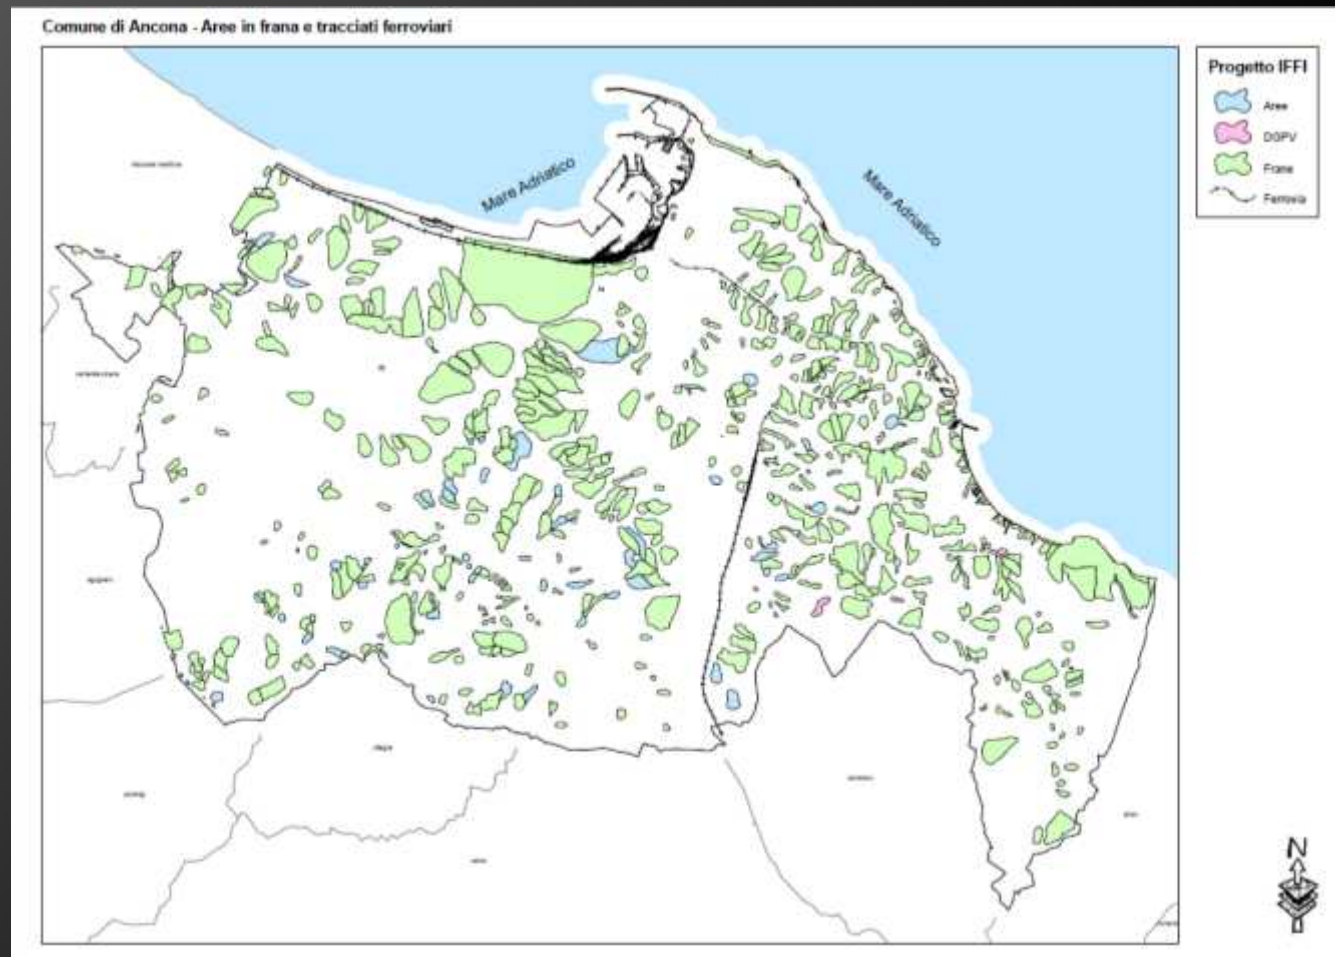 Comune di Ancona - Aree in frana e tracciati ferroviari
Progetto IFFI
Aree
DGPV
Frane
Ferrovia
Mare Adriatico
Mare Adriatico
N